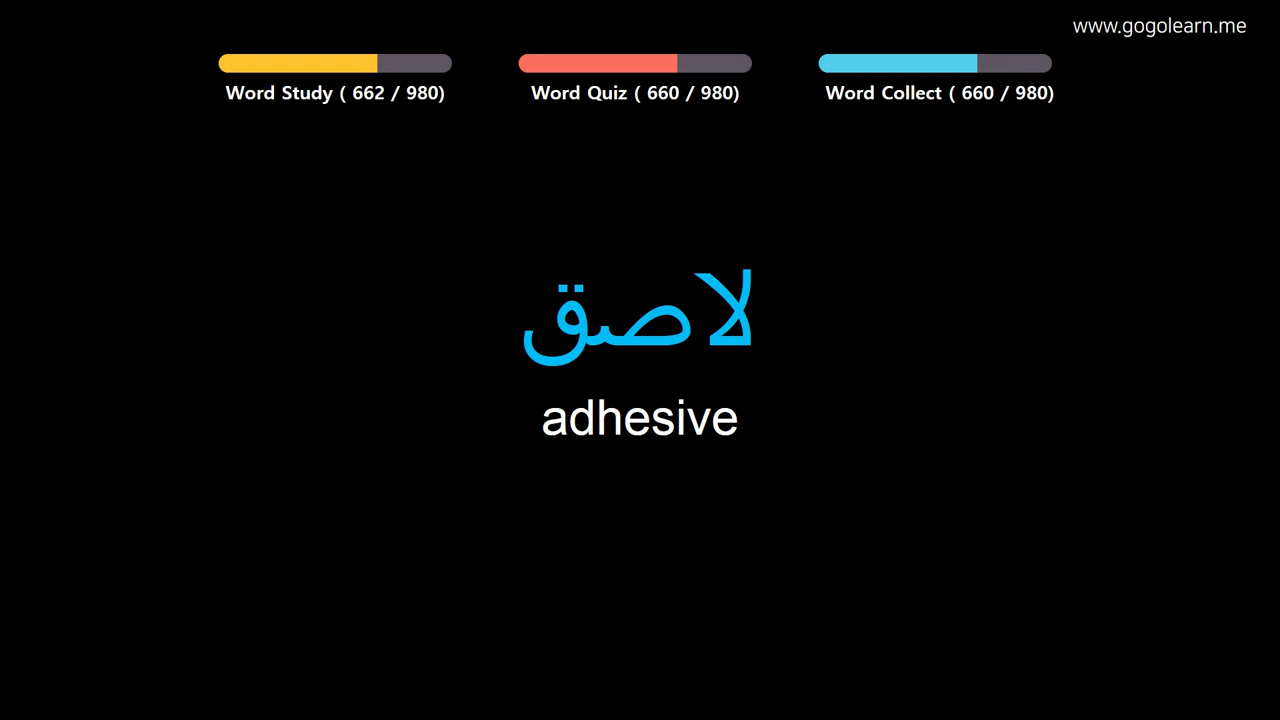 www.gogolearn.me
Word Study ( 662 / 980)
Word Quiz ( 660 / 980)
Word Collect ( 660 / 980)
لاصق
adhesive